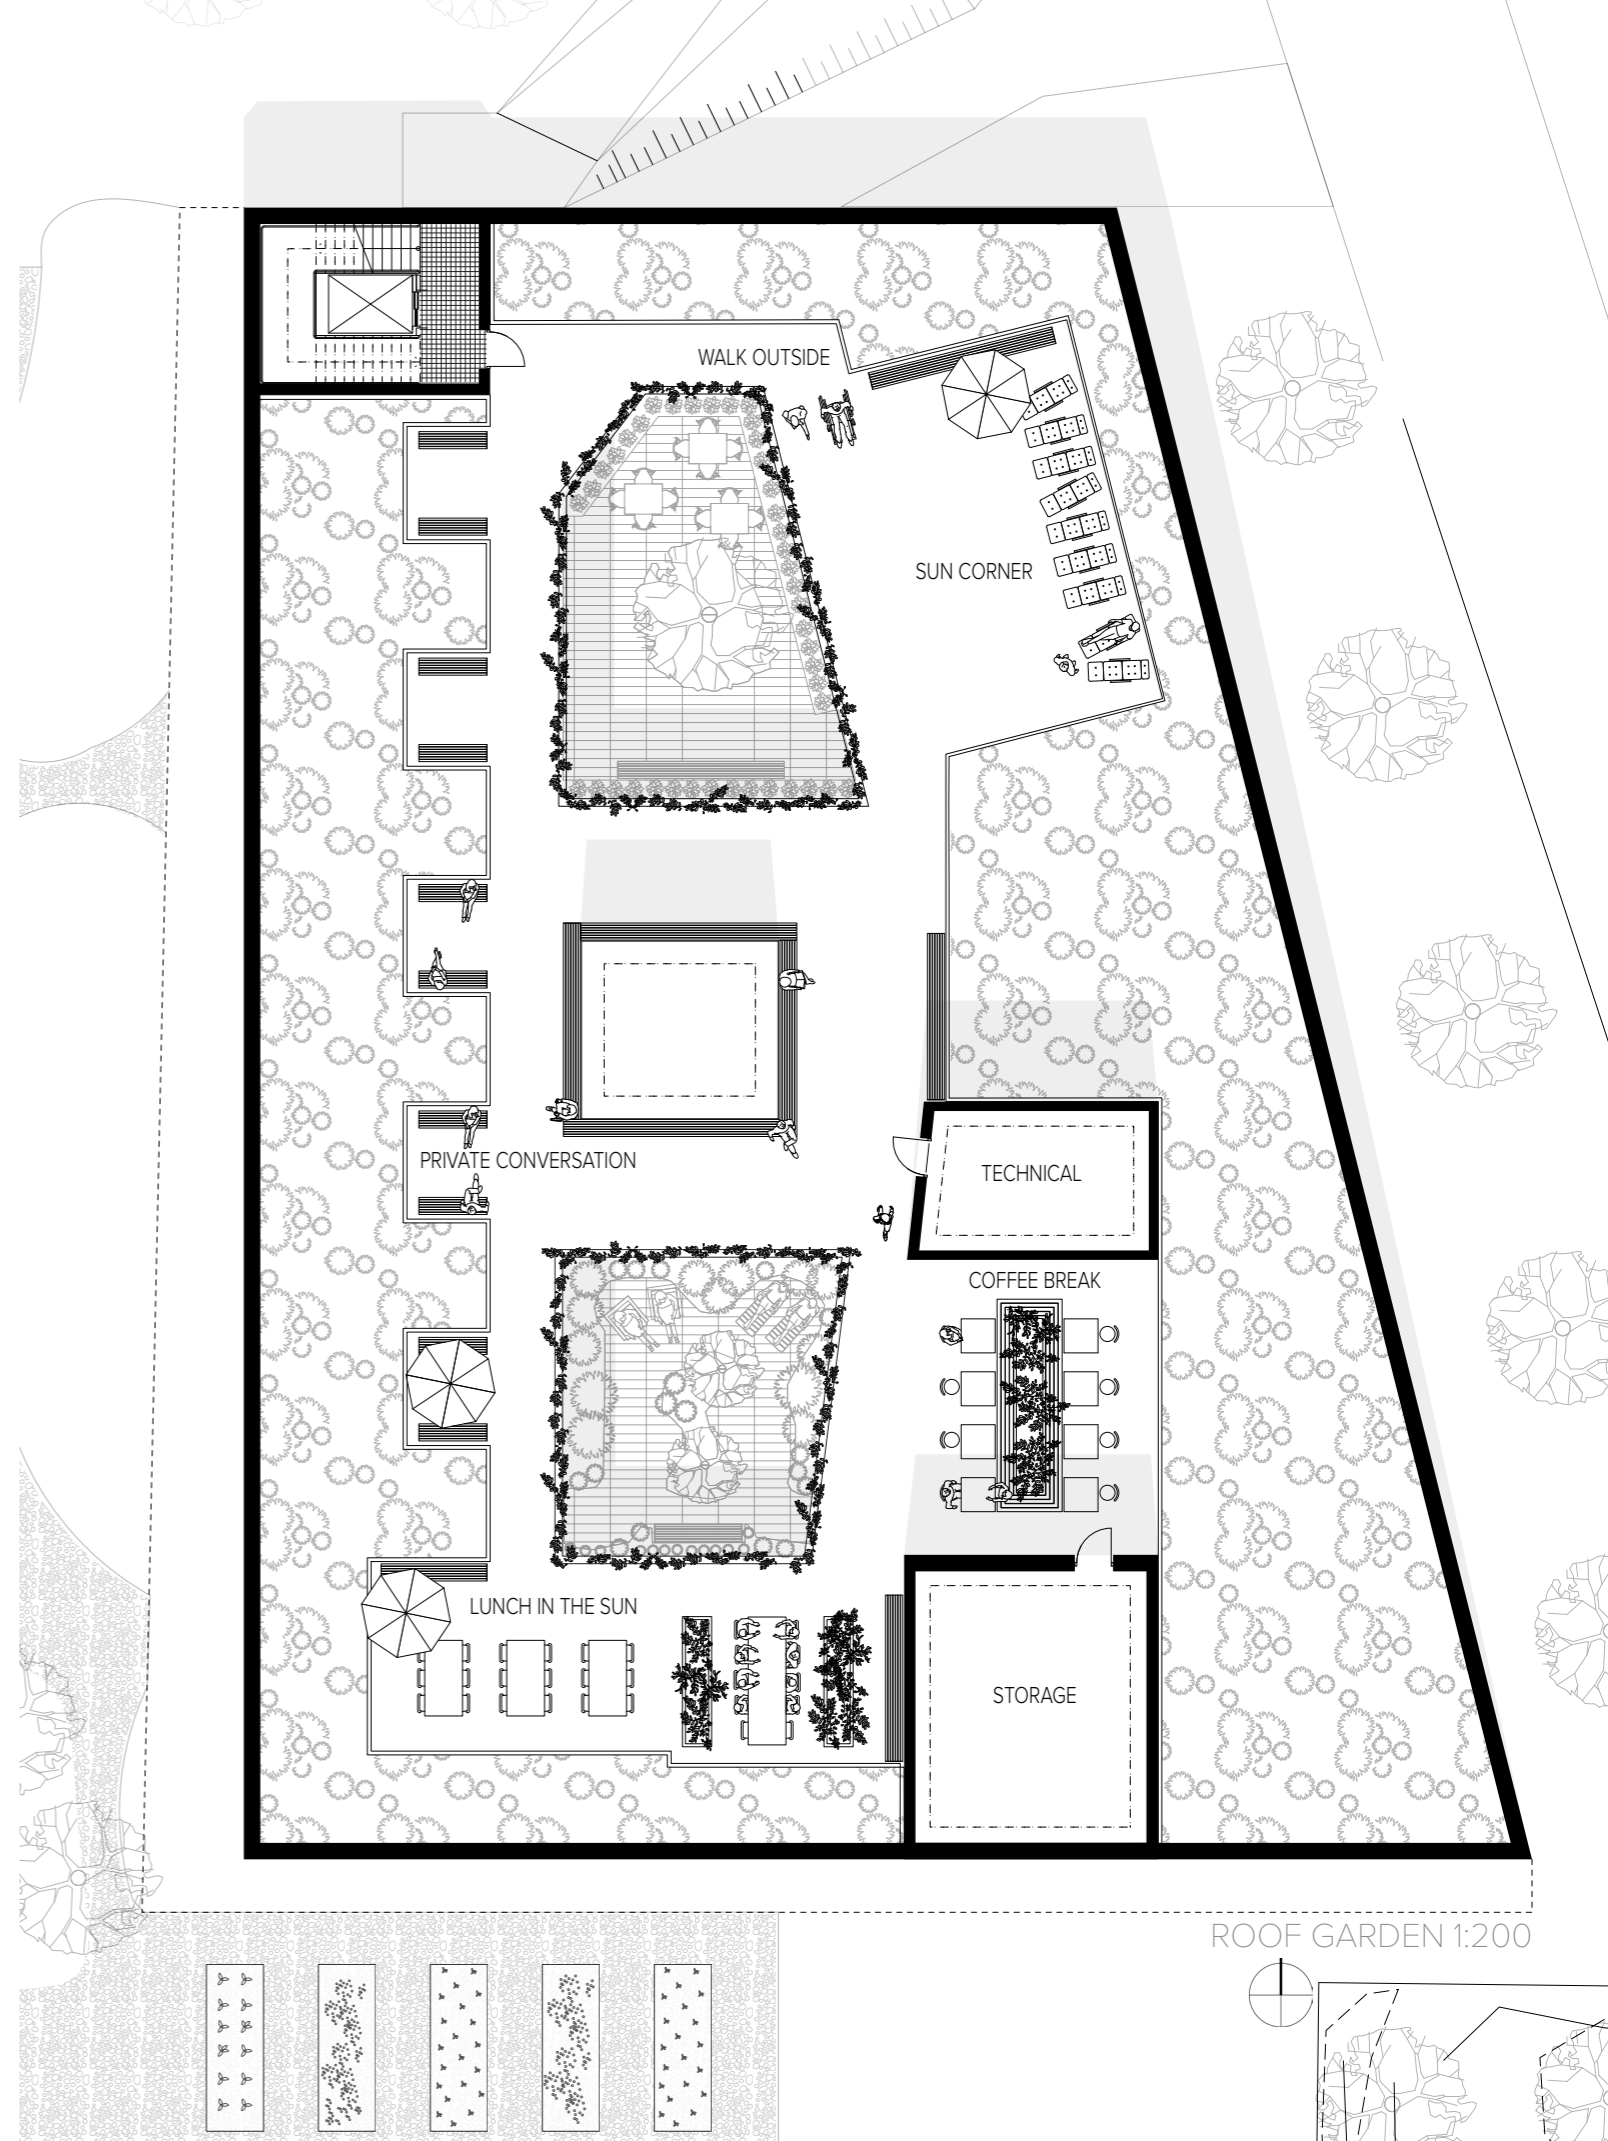 WALK OUTSIDE
SUN CORNER
PRIVATE CONVERSATION
TECHNICAL
COFFEE BREAK
LUNCH IN THE SUN
STORAGE
ROOF GARDEN 1:200